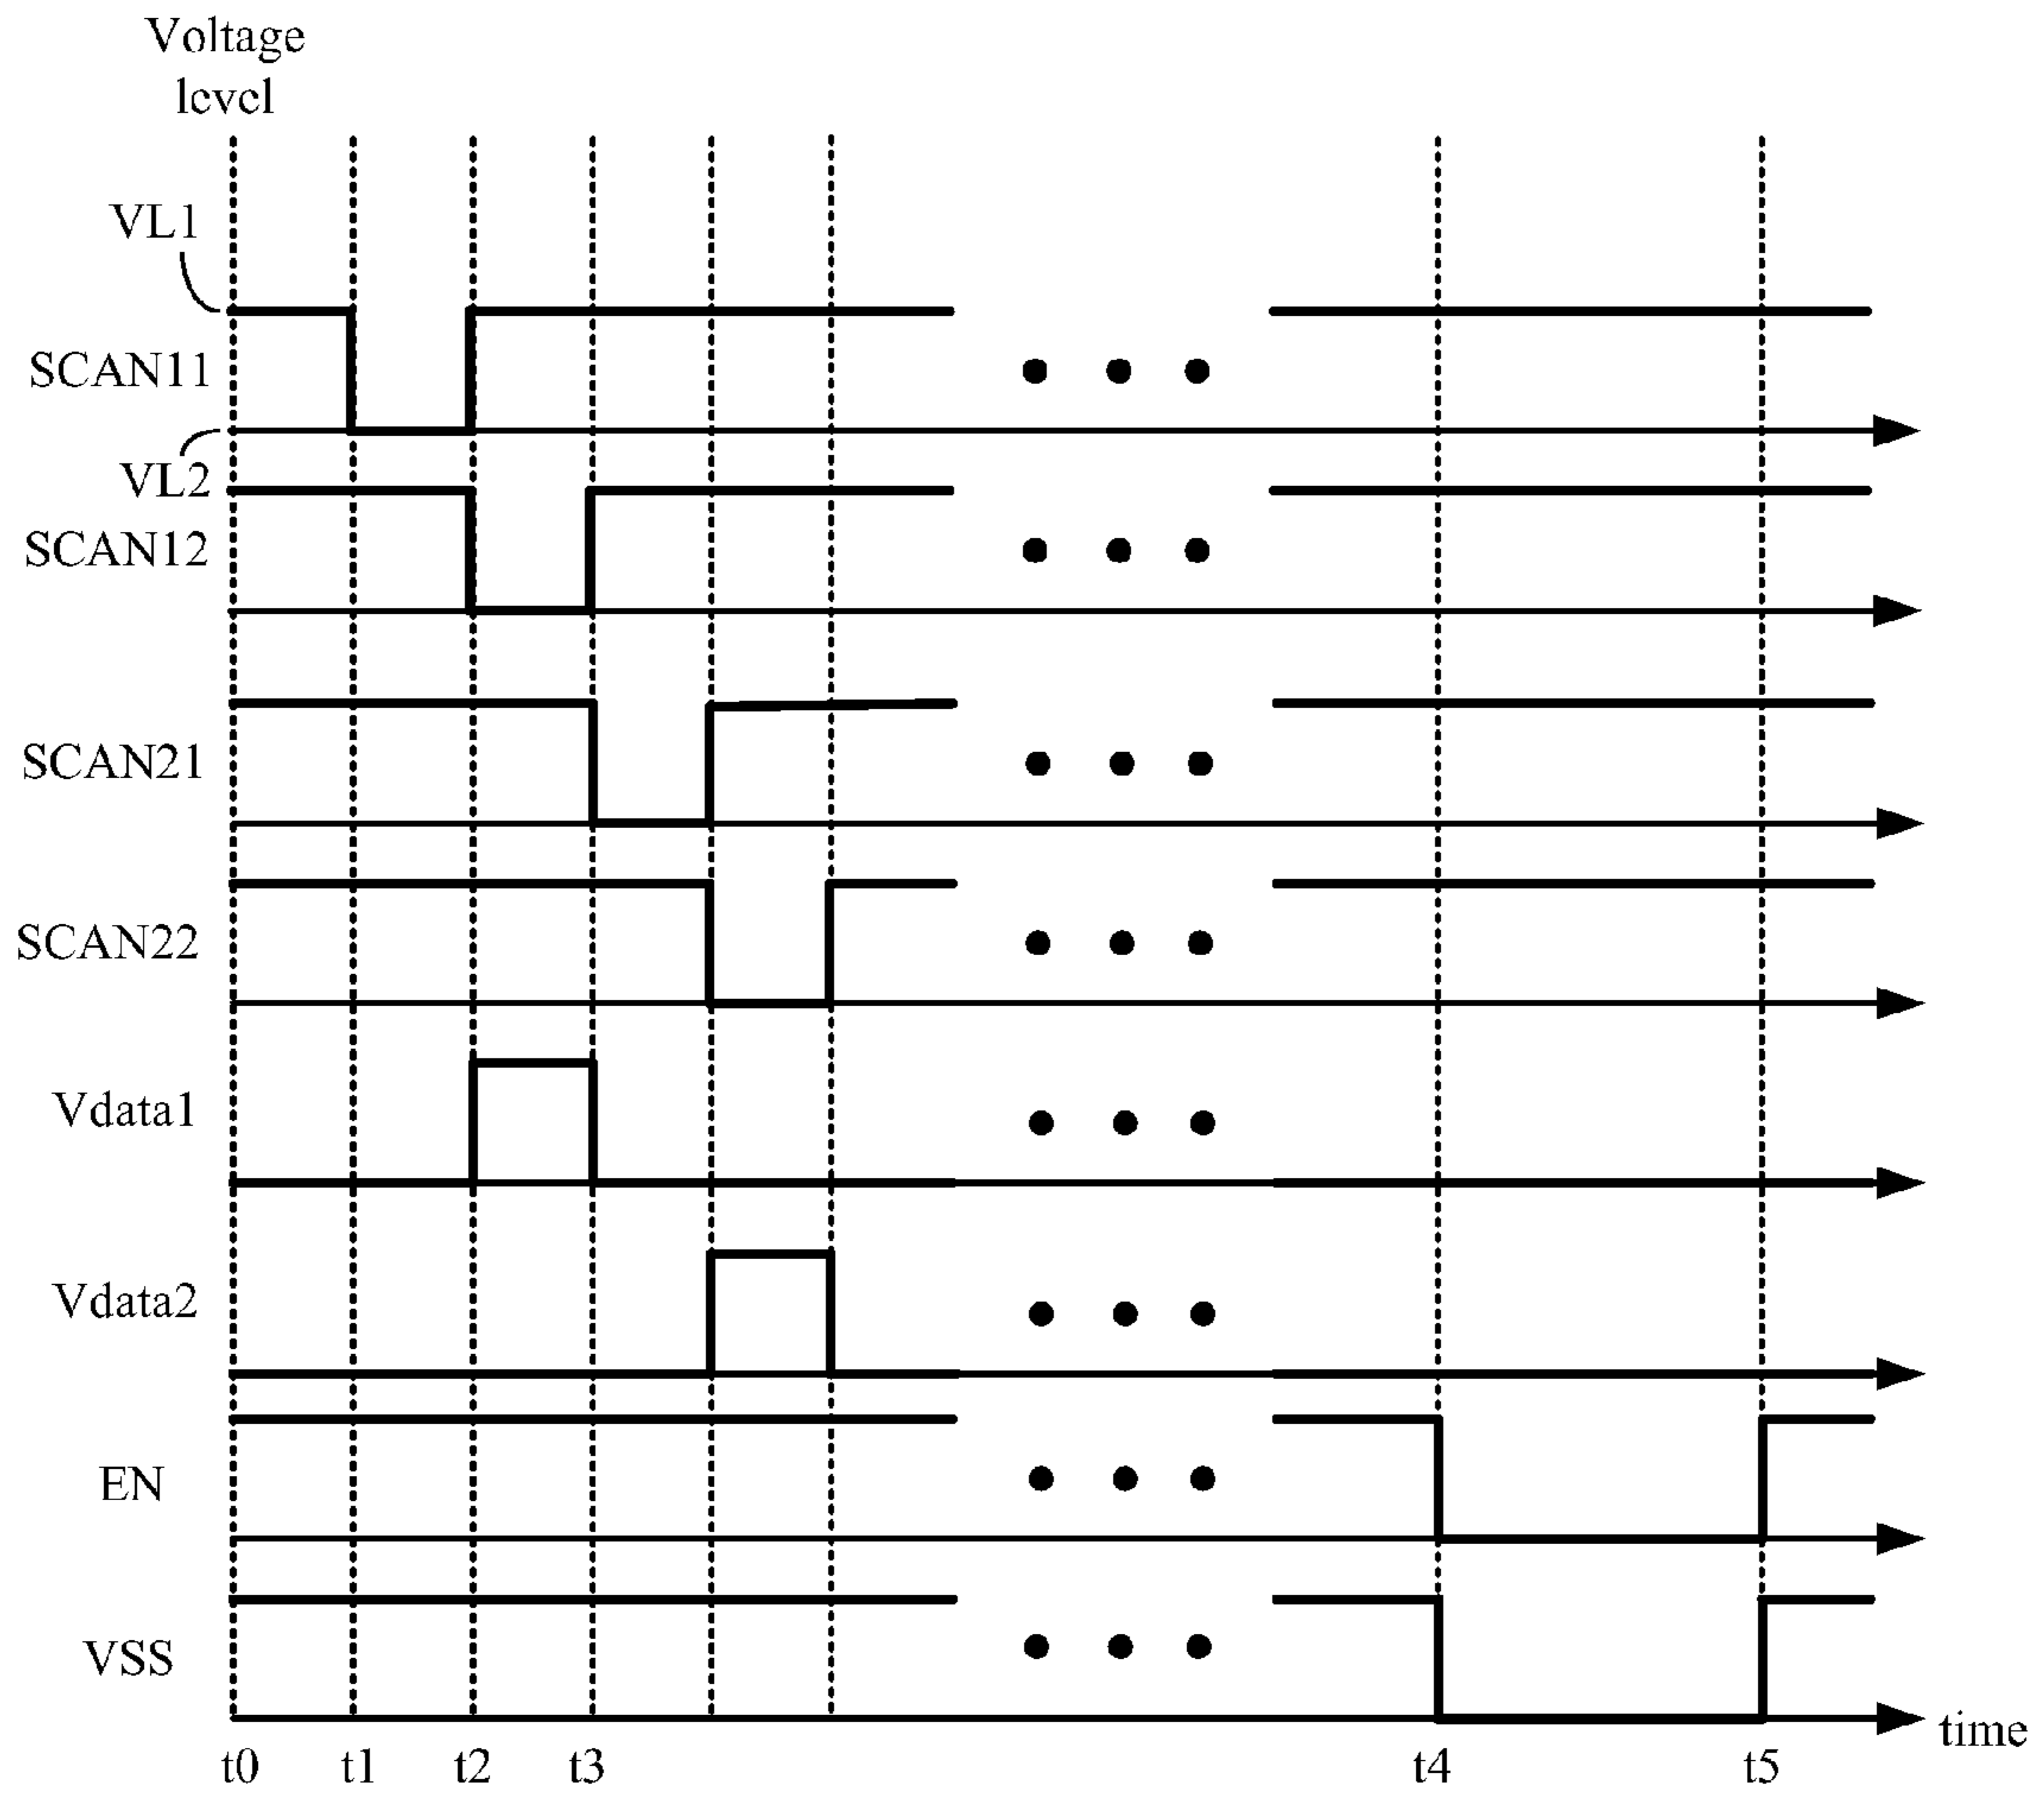 Voltage
level
VL1
SCAN11
VL2
SCAN12
SCAN21
SCAN22
Vdata1
Vdata2
EN
VSS
time
t0 t1 t2 t3 t4 t5